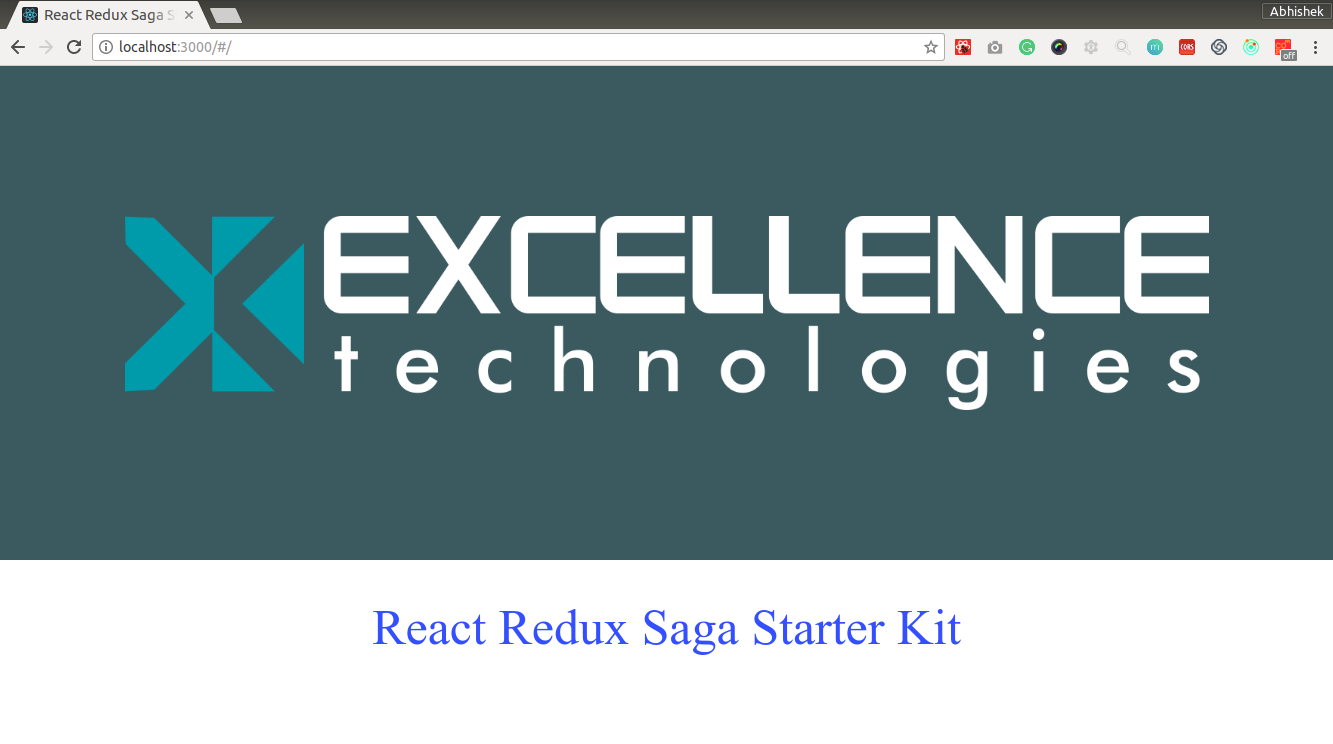 React Redux Saga S
Abhishek
localhost:3000/#/
m
CORS
off
EXCELLENCE
technologies
React Redux Saga Starter Kit